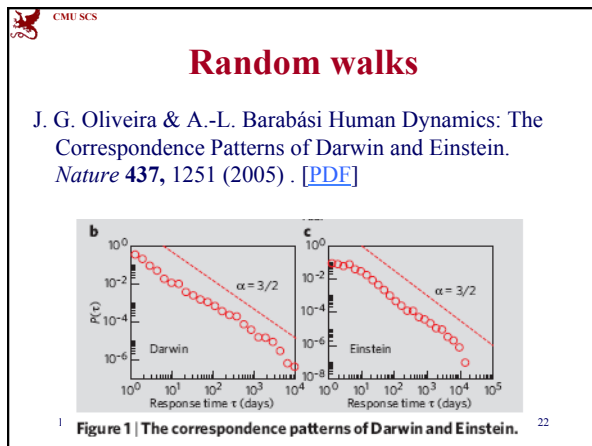 CMU SCS
Random walks
J. G. Oliveira & A.-L. Barabási Human Dynamics: The
Correspondence Patterns of Darwin and Einstein.
Nature 437, 1251 (2005) . [PDF]
b
c
10^0
10^-2
10^-4
10^-6
P(τ)
α = 3/2
Darwin
10^0 10^1 10^2 10^3 10^4
Response time τ (days)
10^0
10^-2
10^-4
10^-6
10^-8
α = 3/2
Einstein
10^0 10^1 10^2 10^3 10^4 10^5
Response time τ (days)
1
Figure 1 | The correspondence patterns of Darwin and Einstein.
22